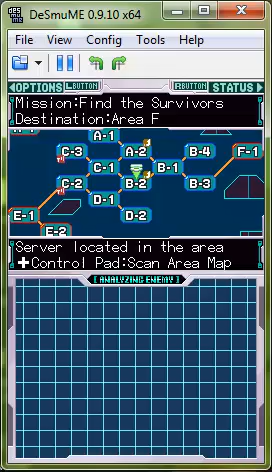 DeSmuME 0.9.10 x64
File View Config Tools Help
OPTIONS L BUTTON R BUTTON STATUS
Mission:Find the Survivors
Destination:Area F
A-1
C-3 A-2 B-4 F-1
C-1 B-1
C-2 B-2 B-3
D-1
E-1 D-2
E-2
Server located in the area
Control Pad:Scan Area Map
ANALYZING ENEMY